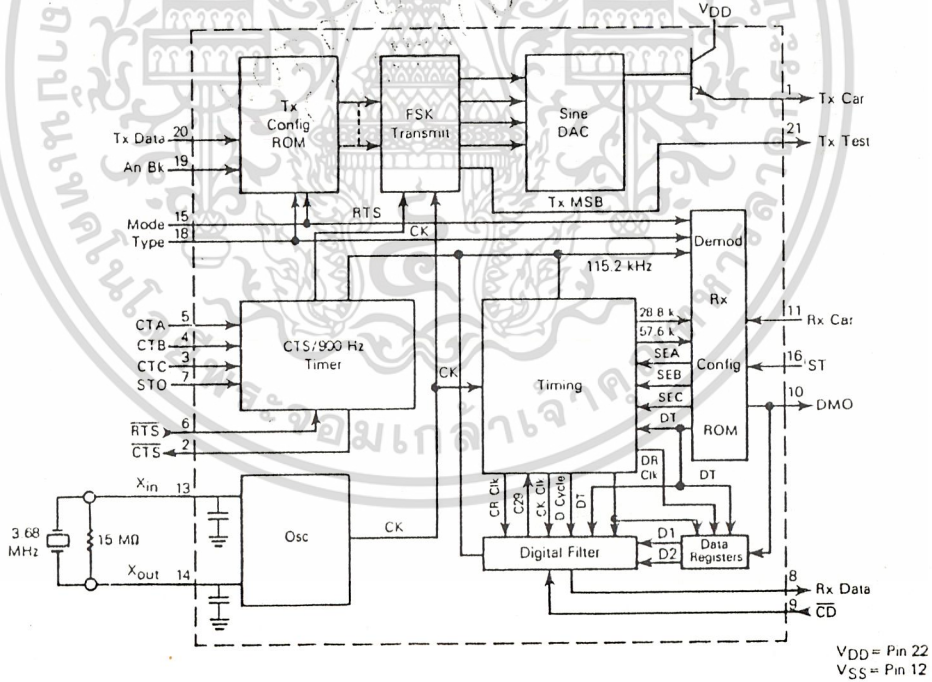 VDD
Tx
Config
ROM
FSK
Transmit
Sine
DAC
1 Tx Car
21 Tx Test
Tx Data 20
An Bk 19
Tx MSB
Mode 15
RTS
Type 18
CK
Demod
115.2 kHz
Rx
CTA 5
CTB 4
CTC 3
STO 7
CTS/900 Hz
Timer
CK
Timing
28.8 k
57.6 k
SEA
SEB
SEC
DT
Config
ROM
11 Rx Car
16 ST
10 DMO
RTS 6
CTS 2
DR
Clk
DT
Xin 13
CR Clk
C29
CK Clk
D Cycle
DT
3.68
MHz
15 MΩ
Osc
CK
Digital Filter
D1
D2
Data
Registers
Xout 14
8 Rx Data
9 CD
VDD = Pin 22
VSS = Pin 12